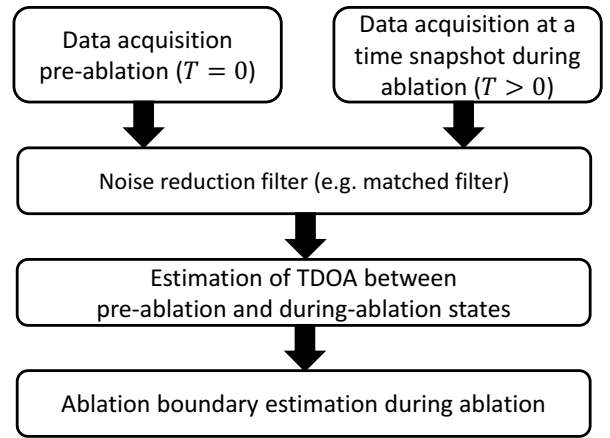 Data acquisition
pre-ablation (T = 0)
Data acquisition at a
time snapshot during
ablation (T > 0)
Noise reduction filter (e.g. matched filter)
Estimation of TDOA between
pre-ablation and during-ablation states
Ablation boundary estimation during ablation